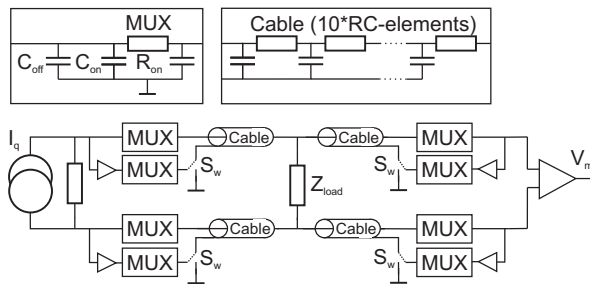 MUX
C_off C_on R_on
Cable (10*RC-elements)
I_q
MUX Cable Cable MUX
MUX S_w S_w MUX
Z_load
V_m
MUX Cable Cable MUX
MUX S_w S_w MUX